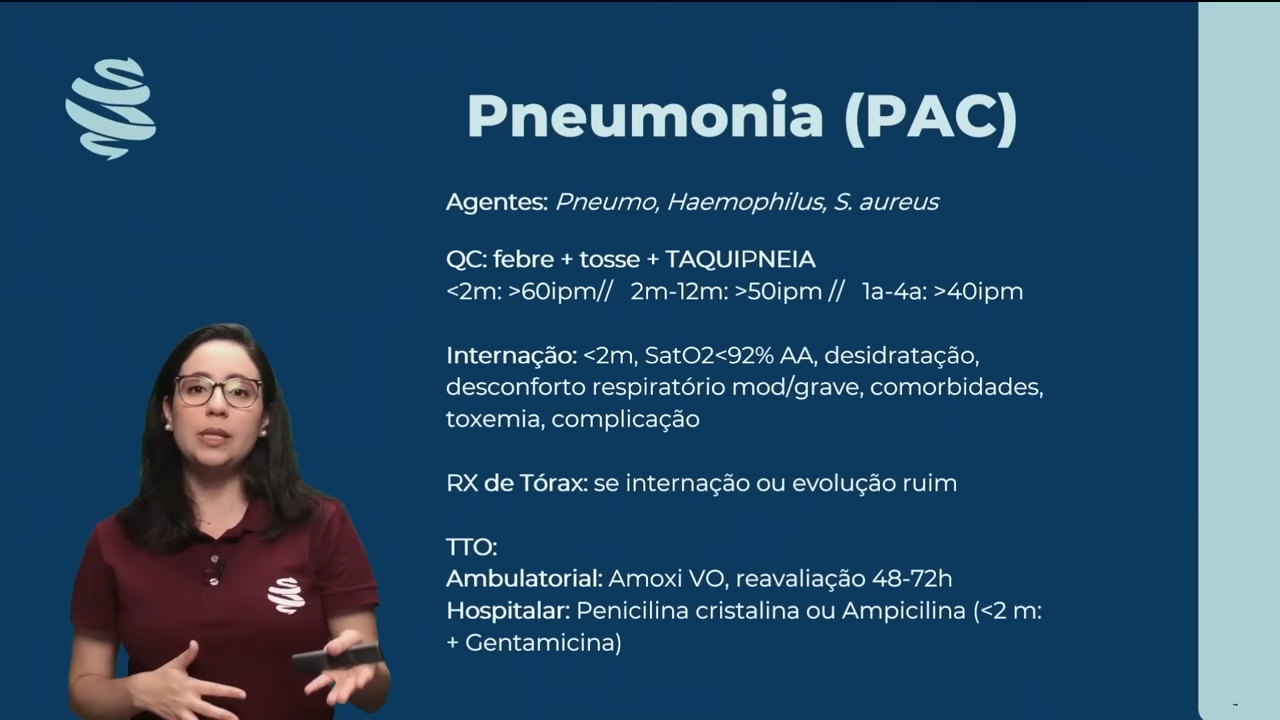 Pneumonia (PAC)
Agentes: Pneumo, Haemophilus, S. aureus
QC: febre + tosse + TAQUIPNEIA
<2m: >60ipm// 2m-12m: >50ipm // 1a-4a: >40ipm
Internação: <2m, SatO2<92% AA, desidratação,
desconforto respiratório mod/grave, comorbidades,
toxemia, complicação
RX de Tórax: se internação ou evolução ruim
TTO:
Ambulatorial: Amoxi VO, reavaliação 48-72h
Hospitalar: Penicilina cristalina ou Ampicilina (<2 m:
+ Gentamicina)